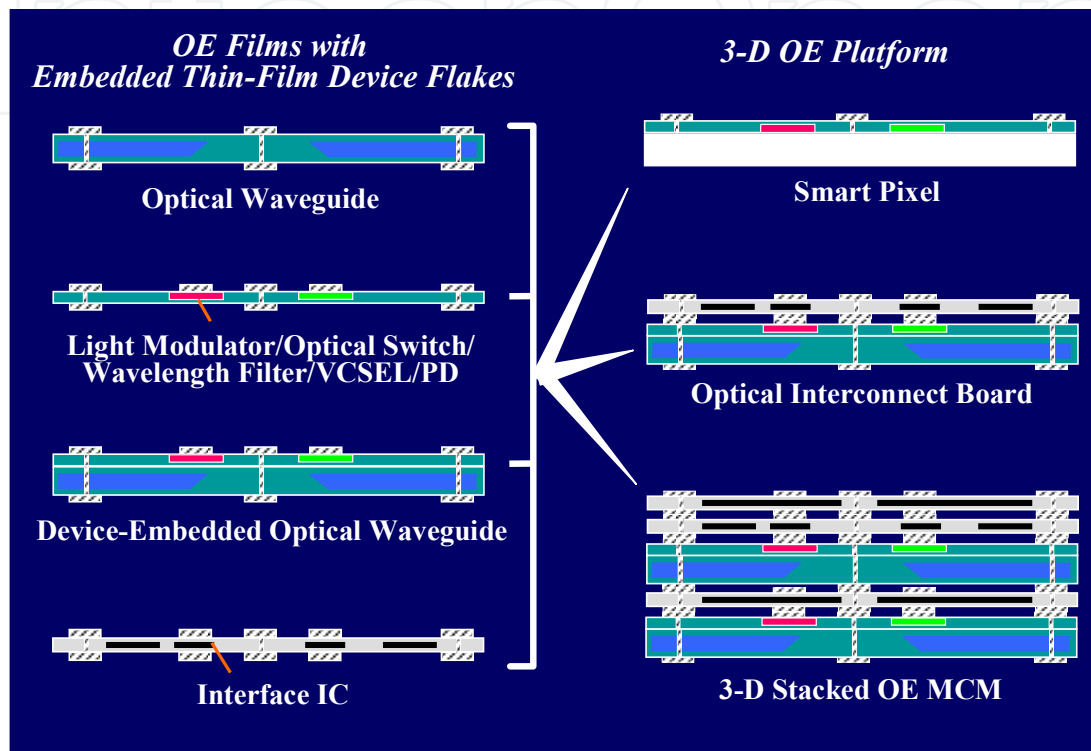 OE Films with
Embedded Thin-Film Device Flakes
Optical Waveguide
Light Modulator/Optical Switch/
Wavelength Filter/VCSEL/PD
Device-Embedded Optical Waveguide
Interface IC
3-D OE Platform
Smart Pixel
Optical Interconnect Board
3-D Stacked OE MCM